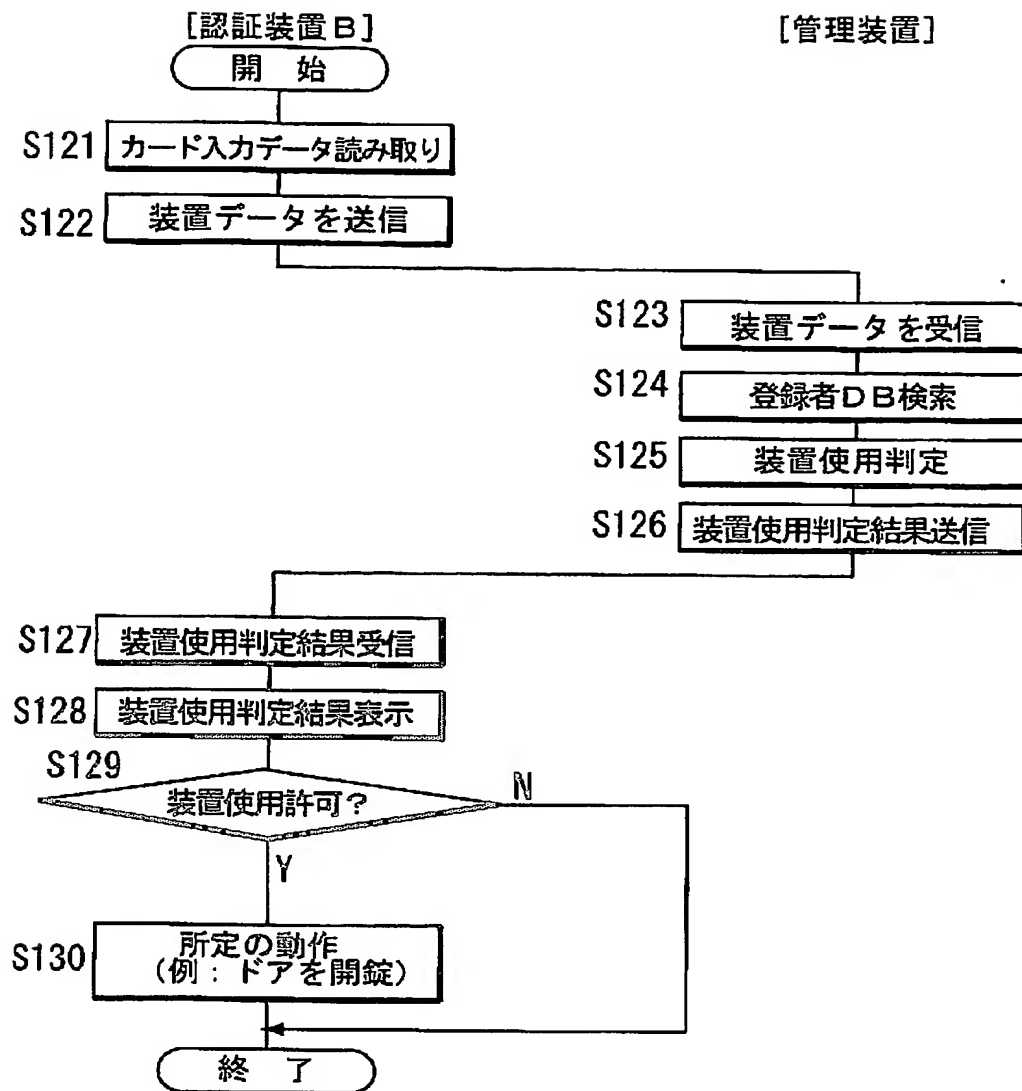 [認証装置B]
[管理装置]
開 始
S121
カード入力データ読み取り
S122
装置データを送信
S123
装置データを受信
S124
登録者DB検索
S125
装置使用判定
S126
装置使用判定結果送信
S127
装置使用判定結果受信
S128
装置使用判定結果表示
S129
装置使用許可?
N
Y
S130
所定の動作
(例:ドアを開錠)
終 了